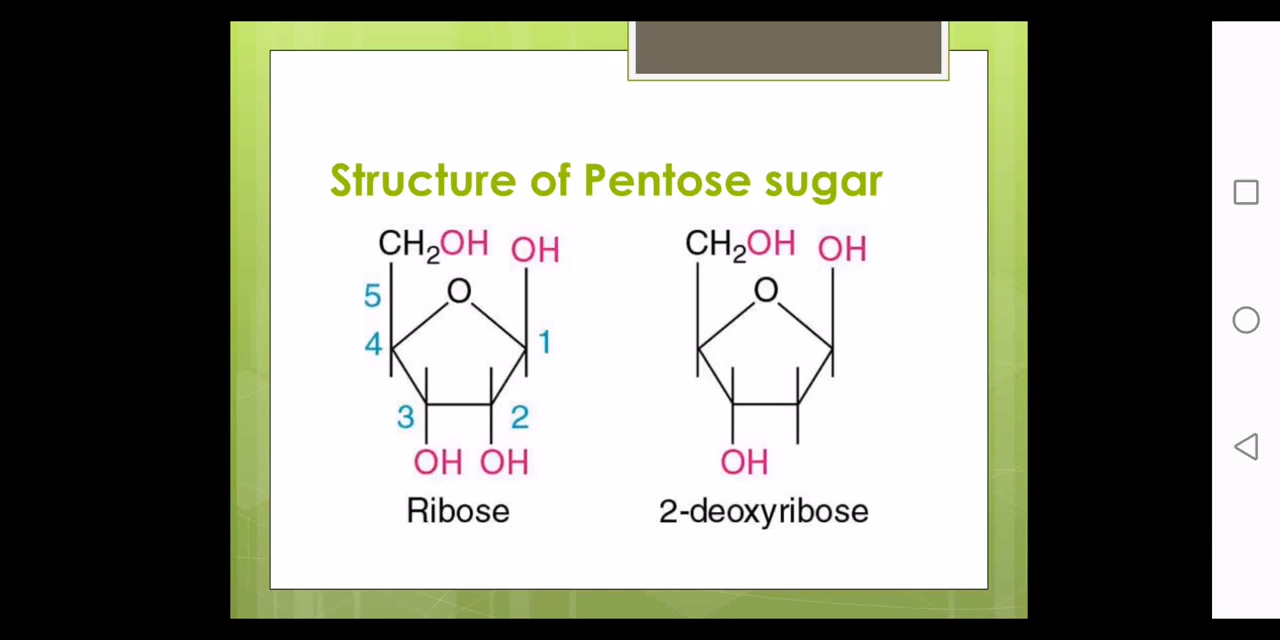 Structure of Pentose sugar
CH₂OH OH CH₂OH OH
5 O O
4 1
3 2
OH OH OH
Ribose 2-deoxyribose